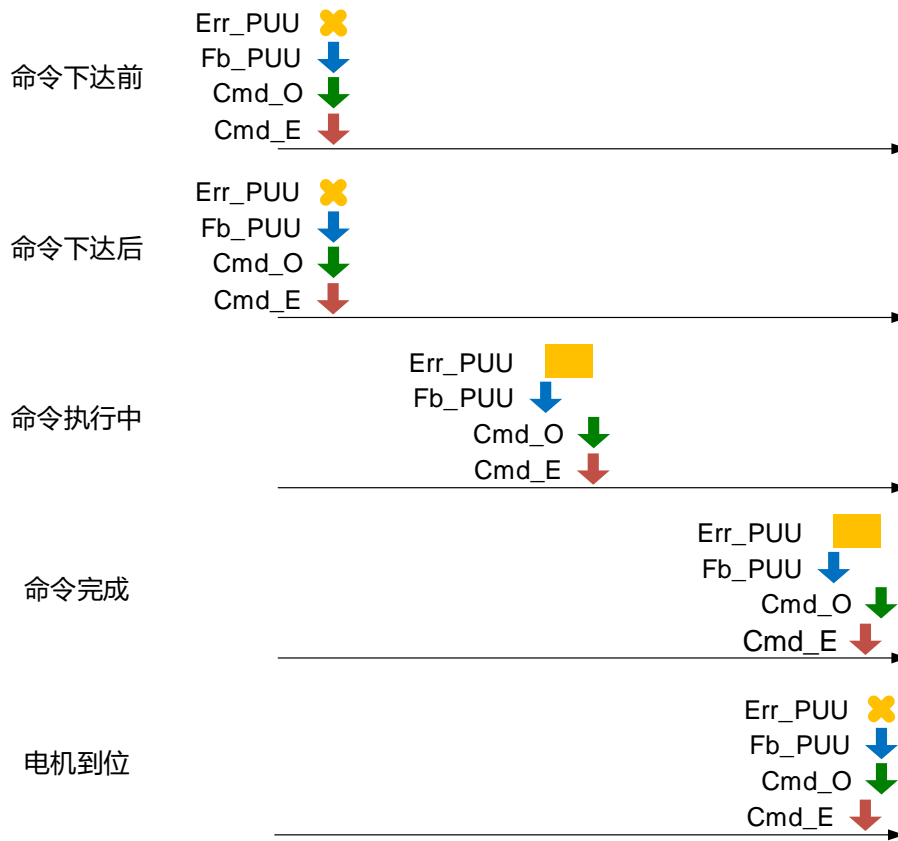 Err_PUU
Fb_PUU
命令下达前
Cmd_O
Cmd_E
Err_PUU
Fb_PUU
命令下达后
Cmd_O
Cmd_E
Err_PUU
Fb_PUU
命令执行中
Cmd_O
Cmd_E
Err_PUU
Fb_PUU
命令完成
Cmd_O
Cmd_E
Err_PUU
Fb_PUU
电机到位
Cmd_O
Cmd_E